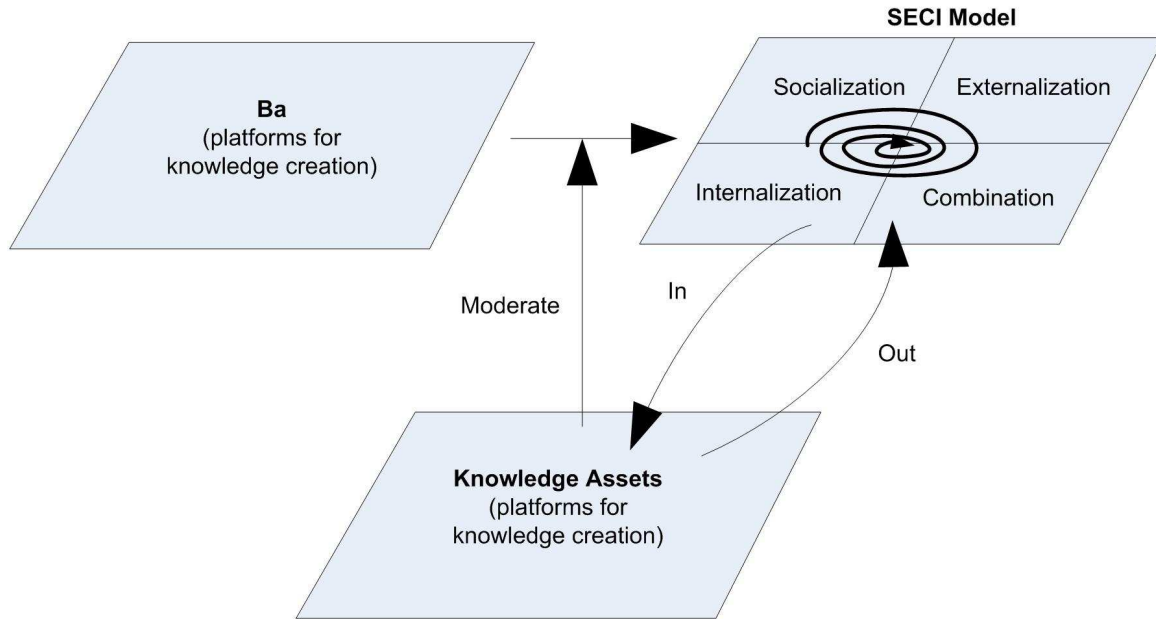 SECI Model
Ba
(platforms for
knowledge creation)
Socialization
Externalization
Internalization
Combination
Moderate
In
Out
Knowledge Assets
(platforms for
knowledge creation)